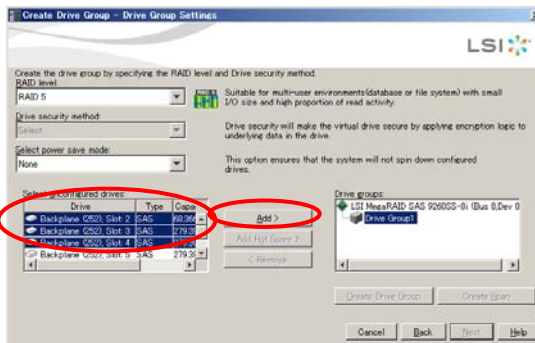 Create Drive Group - Drive Group Settings
LSI
Create the drive group by specifying the RAID level and Drive security method.
RAID level:
RAID 5
Suitable for multi-user environments(database or file system) with small
I/O size and high proportion of read activity.
Drive security method:
Select
Drive security will make the virtual drive secure by applying encryption logic to
underlying data in the drive.
Select power save mode:
None
This option ensures that the system will not spin down configured
drives.
Select unconfigured drives:
Drive Type Capac
Backplane (252), Slot: 2 SAS 68.366
Backplane (252), Slot: 3 SAS 279.39
Backplane (252), Slot: 4 SAS
Backplane (252), Slot: 5 SAS 279.39
Add >
Add Hot Spare >
< Remove
Drive groups:
LSI MegaRAID SAS 9260SS-8i (Bus 0,Dev 0
Drive Group1
Create Drive Group
Create Span
Cancel
Back
Next
Help